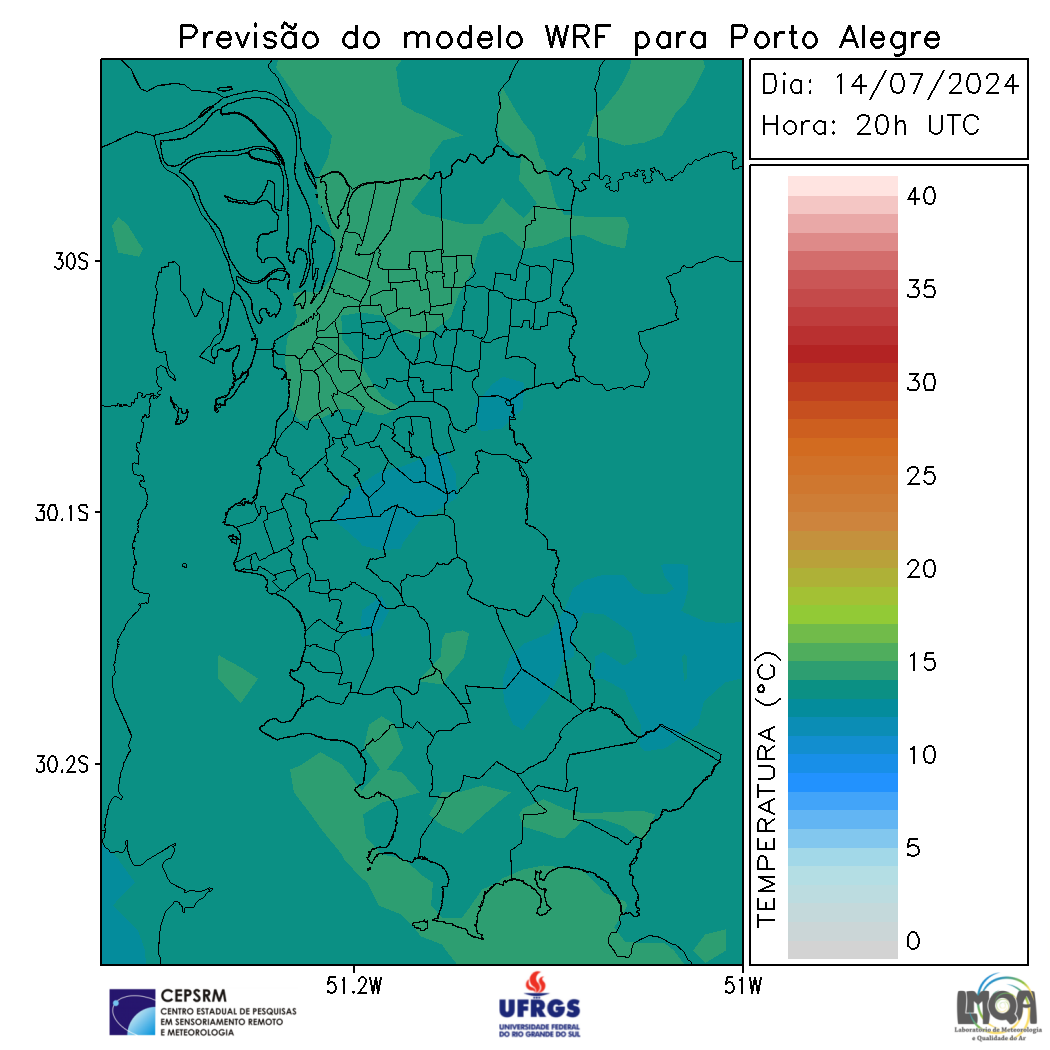 Previsão do modelo WRF para Porto Alegre
Dia: 14/07/2024
Hora: 20h UTC
30S
30.1S
30.2S
51.2W
51W
TEMPERATURA (°C)
40
35
30
25
20
15
10
5
0
CEPSRM
CENTRO ESTADUAL DE PESQUISAS
EM SENSORIAMENTO REMOTO
E METEOROLOGIA
UFRGS
UNIVERSIDADE FEDERAL
DO RIO GRANDE DO SUL
LMQA
Laboratório de Meteorologia
e Qualidade do Ar